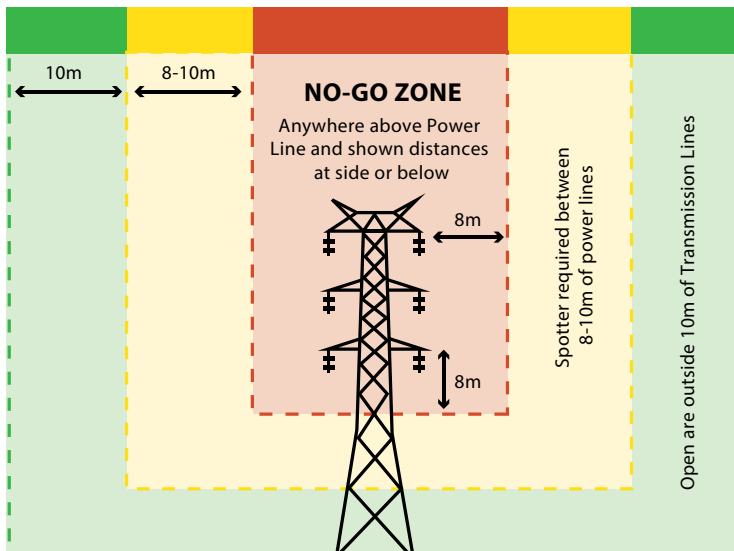 10m
8-10m
NO-GO ZONE
Anywhere above Power
Line and shown distances
at side or below
8m
8m
Spotter required between
8-10m of power lines
Open are outside 10m of Transmission Lines